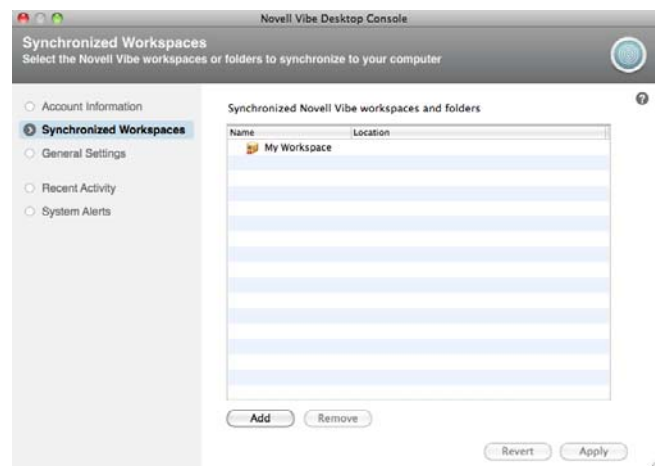 Novell Vibe Desktop Console
Synchronized Workspaces
Select the Novell Vibe workspaces or folders to synchronize to your computer
Account Information
Synchronized Workspaces
General Settings
Recent Activity
System Alerts
?
Synchronized Novell Vibe workspaces and folders
Name Location
My Workspace
Add Remove
Revert Apply